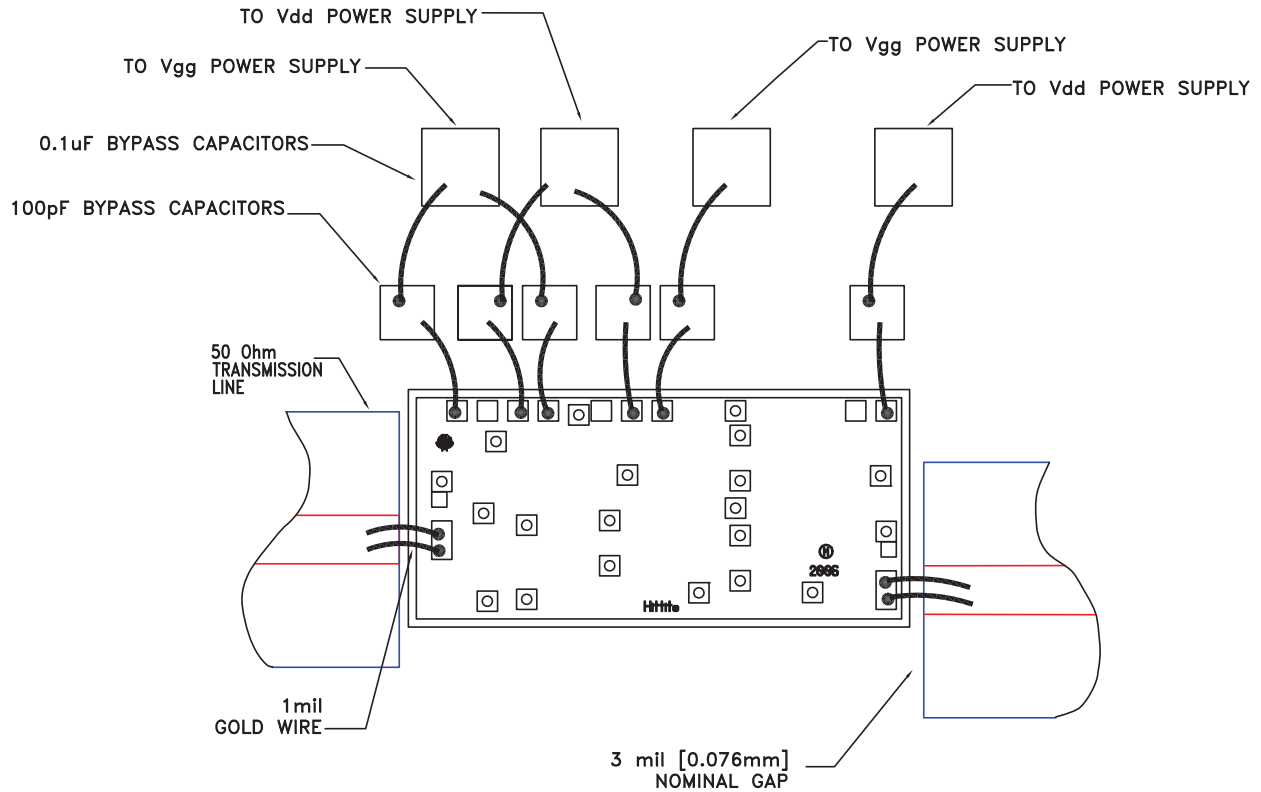 TO Vdd POWER SUPPLY
TO Vgg POWER SUPPLY
TO Vgg POWER SUPPLY
TO Vdd POWER SUPPLY
0.1uF BYPASS CAPACITORS
100pF BYPASS CAPACITORS
50 Ohm
TRANSMISSION
LINE
H
2006
Hittite
1mil
GOLD WIRE
3 mil [0.076mm]
NOMINAL GAP